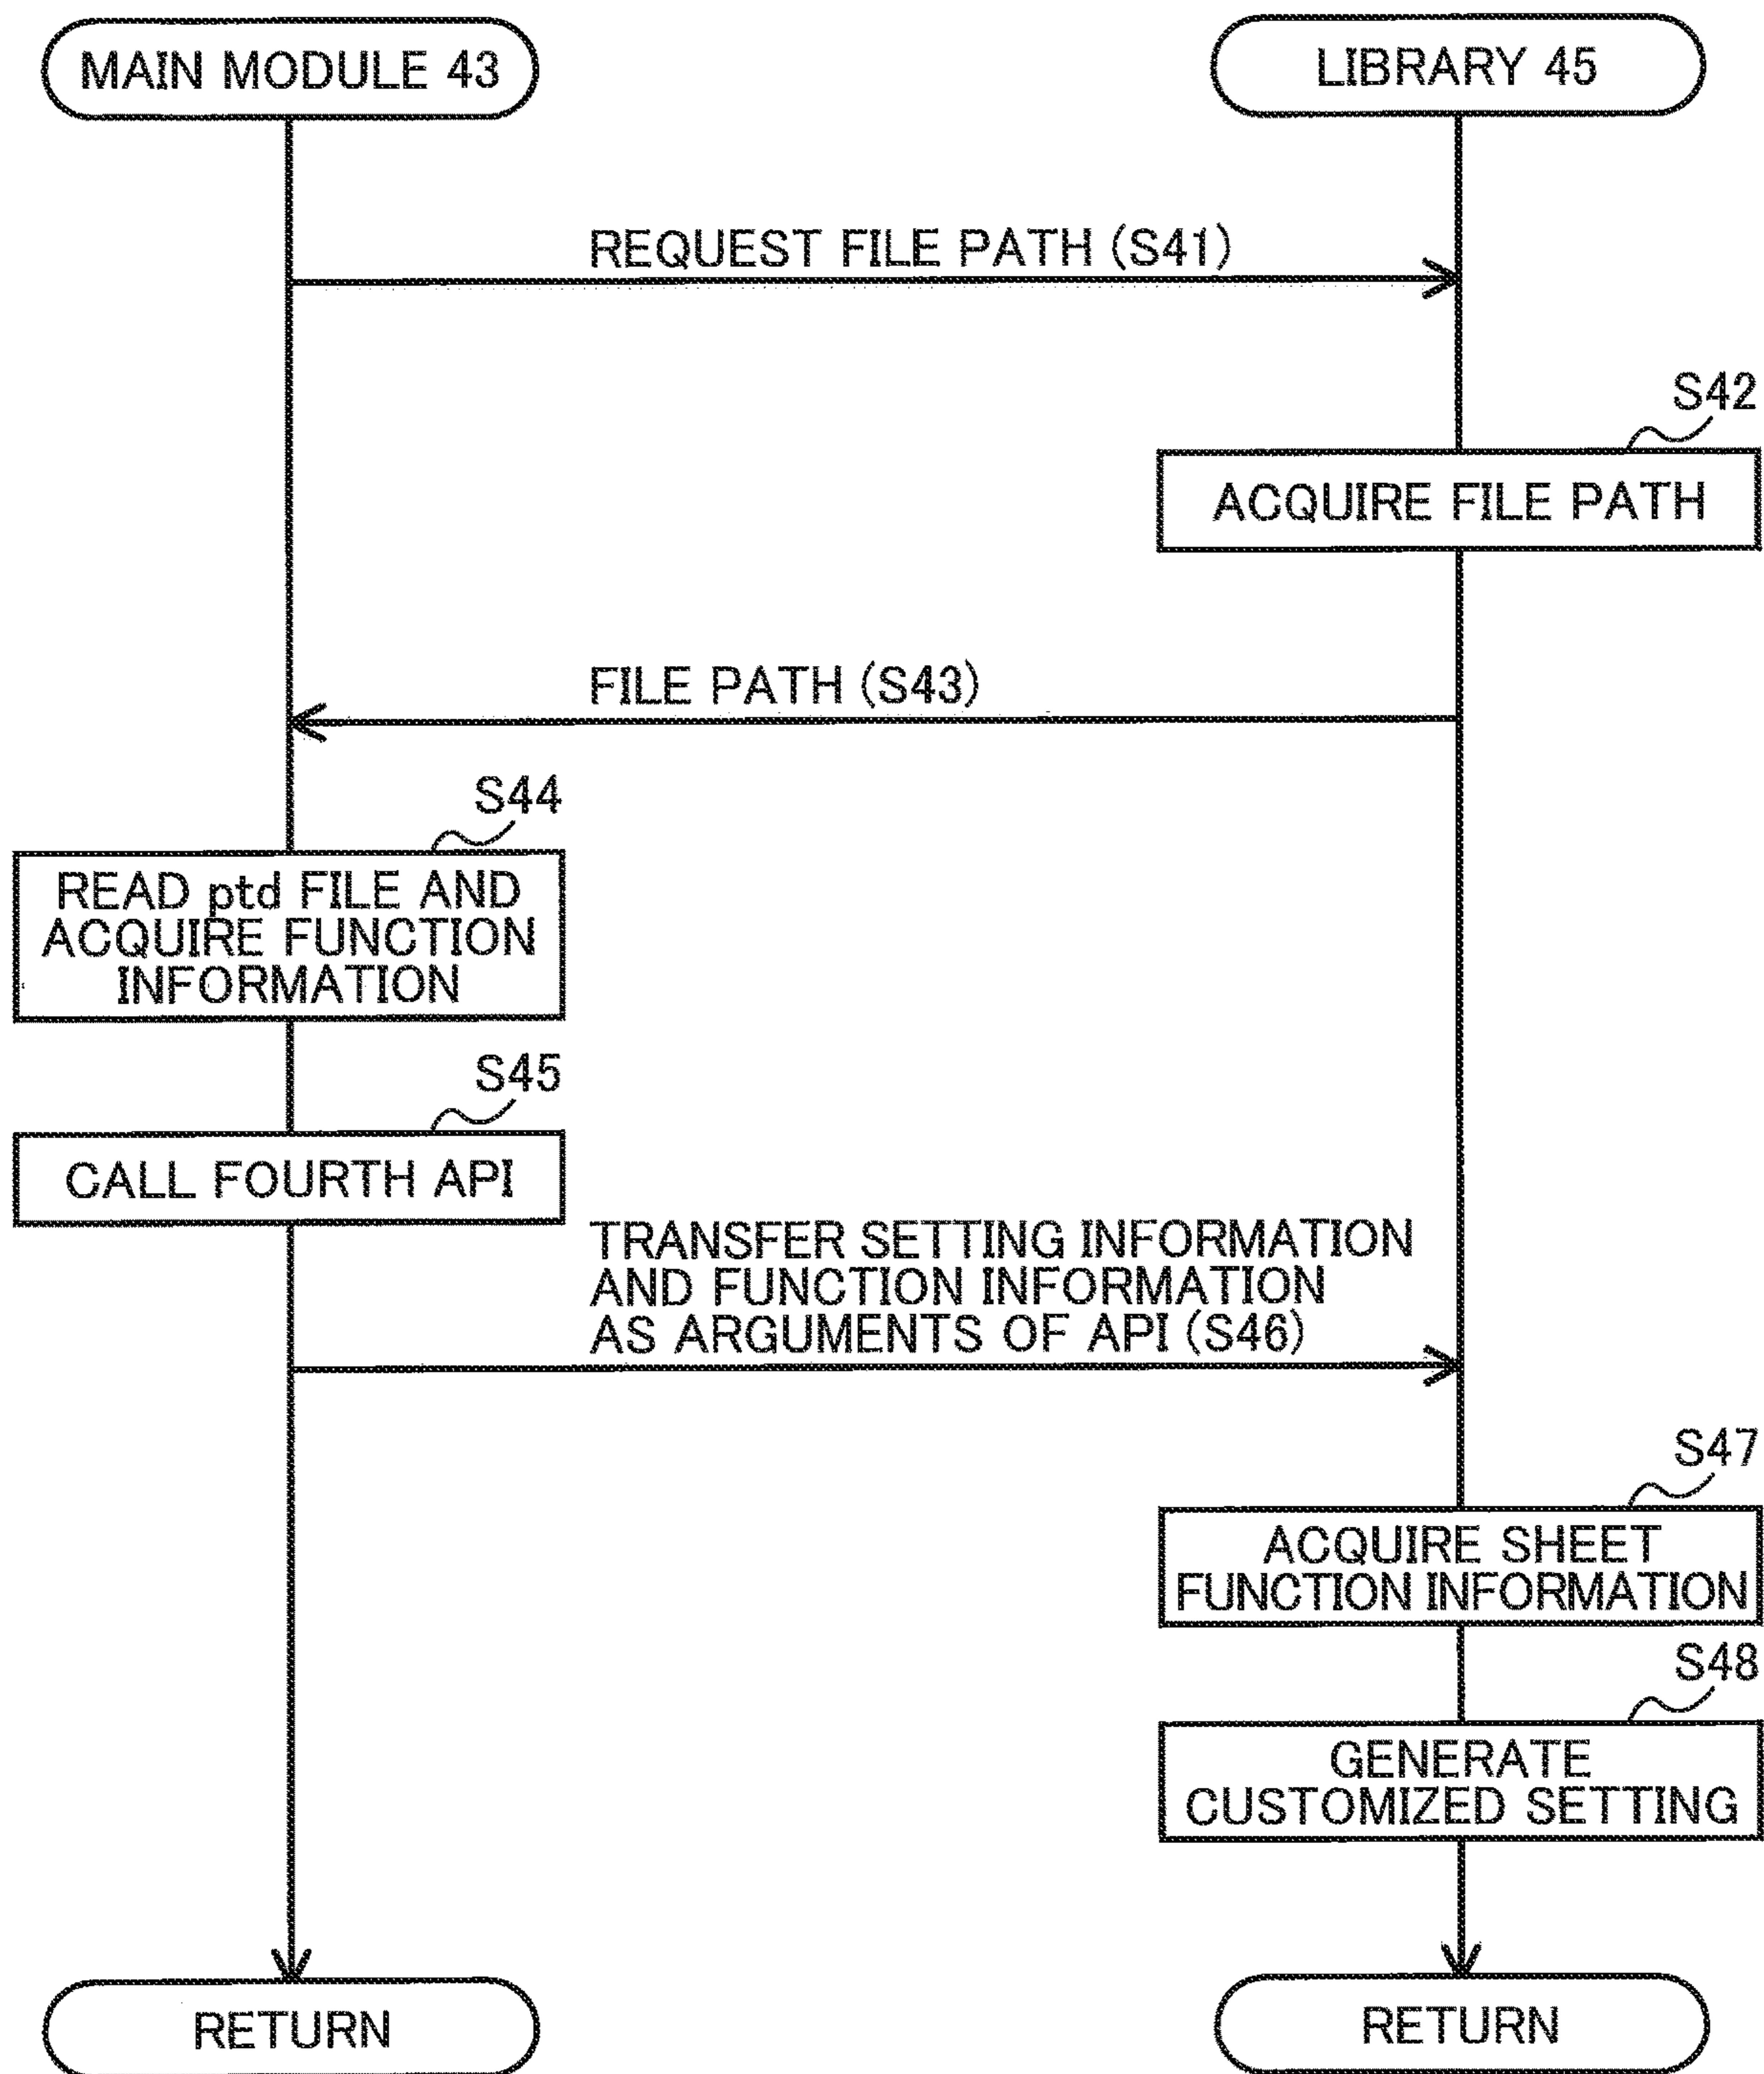 MAIN MODULE 43
LIBRARY 45
REQUEST FILE PATH (S41)
S42
ACQUIRE FILE PATH
FILE PATH (S43)
S44
READ ptd FILE AND
ACQUIRE FUNCTION
INFORMATION
S45
CALL FOURTH API
TRANSFER SETTING INFORMATION
AND FUNCTION INFORMATION
AS ARGUMENTS OF API (S46)
S47
ACQUIRE SHEET
FUNCTION INFORMATION
S48
GENERATE
CUSTOMIZED SETTING
RETURN
RETURN